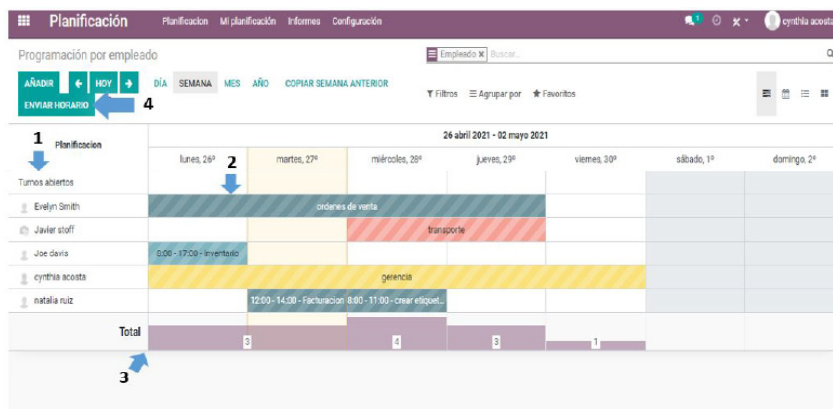 Planificación Planificacion Mi planificación Informes Configuración 1 cynthia acosta
Programación por empleado Empleado x Buscar...
AÑADIR HOY DÍA SEMANA MES AÑO COPIAR SEMANA ANTERIOR
ENVIAR HORARIO 4 Filtros Agrupar por Favoritos
1 Planificacion 26 abril 2021 - 02 mayo 2021
lunes, 26º 2 martes, 27º miércoles, 28º jueves, 29º viernes, 30º sábado, 1º domingo, 2º
Turnos abiertos
Evelyn Smith ordenes de venta
Javier stoff transporte
Joe davis 8:00 - 17:00 - inventario
cynthia acosta gerencia
natalia ruiz 12:00 - 14:00 - Facturacion 8:00 - 11:00 - crear etiquet...
Total 3 4 3 1
3